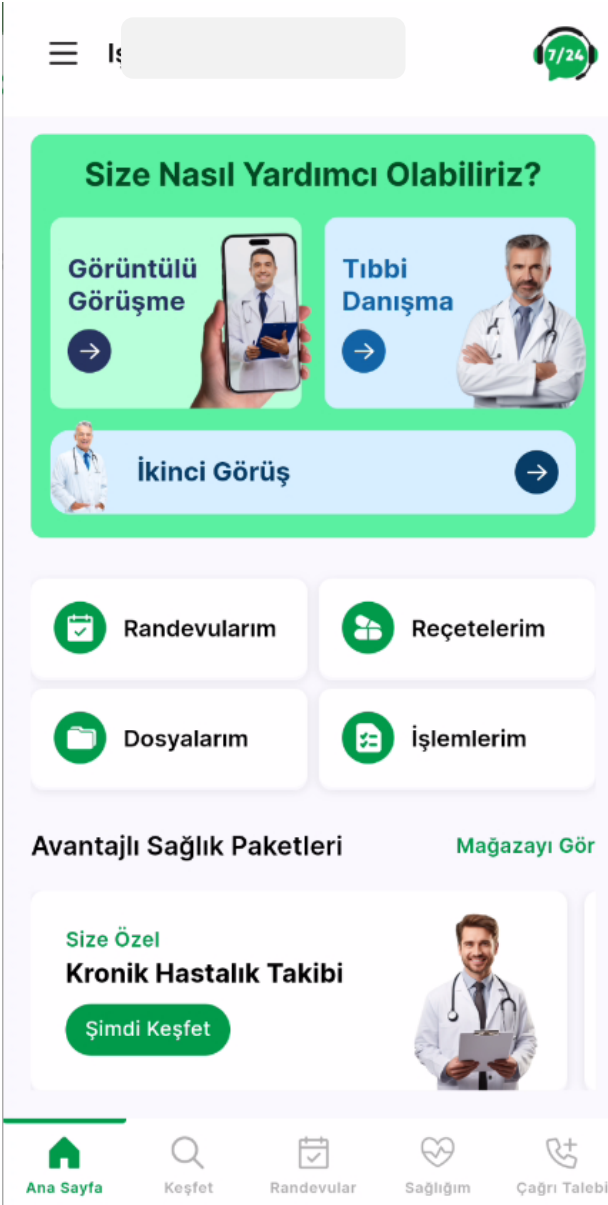 7/24
Size Nasıl Yardımcı Olabiliriz?
Görüntülü
Görüşme
Tıbbi
Danışma
İkinci Görüş
Randevularım
Reçetelerim
Dosyalarım
İşlemlerim
Avantajlı Sağlık Paketleri
Mağazayı Gör
Size Özel
Kronik Hastalık Takibi
Şimdi Keşfet
Ana Sayfa
Keşfet
Randevular
Sağlığım
Çağrı Talebi